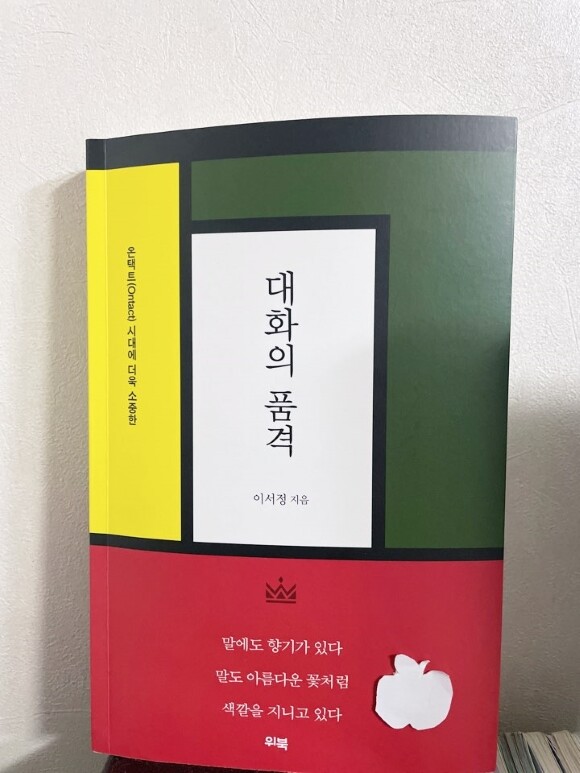 온택트(Ontact) 시대에 더욱 소중한
대화의 품격
이서정 지음
말에도 향기가 있다
말도 아름다운 꽃처럼
색깔을 지니고 있다
위북